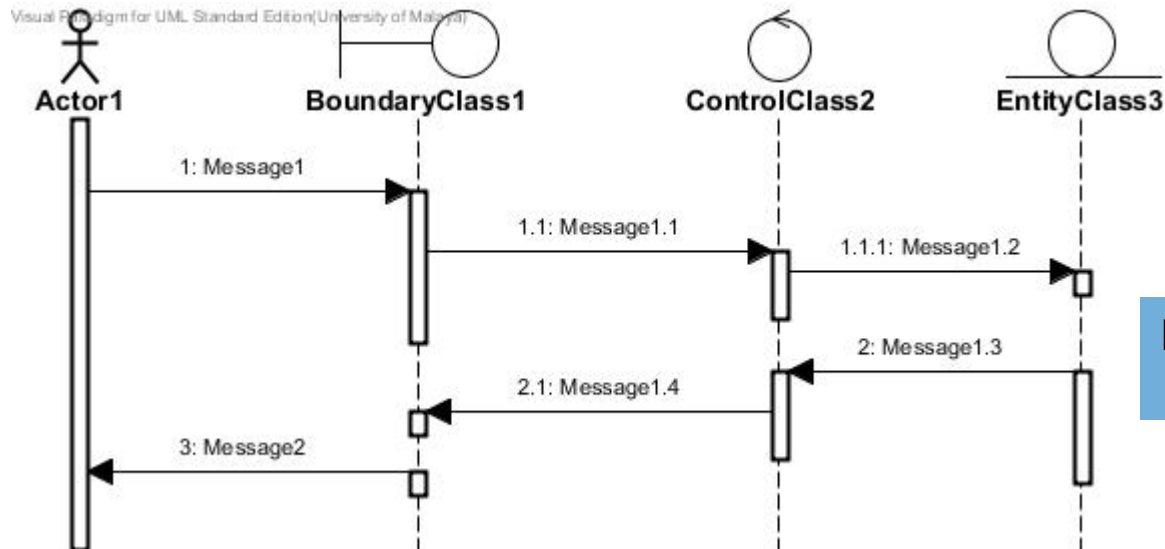 Visual Paradigm for UML Standard Edition(University of Malaya)
Actor1 BoundaryClass1 ControlClass2 EntityClass3
1: Message1
1.1: Message1.1
1.1.1: Message1.2
2: Message1.3
2.1: Message1.4
3: Message2